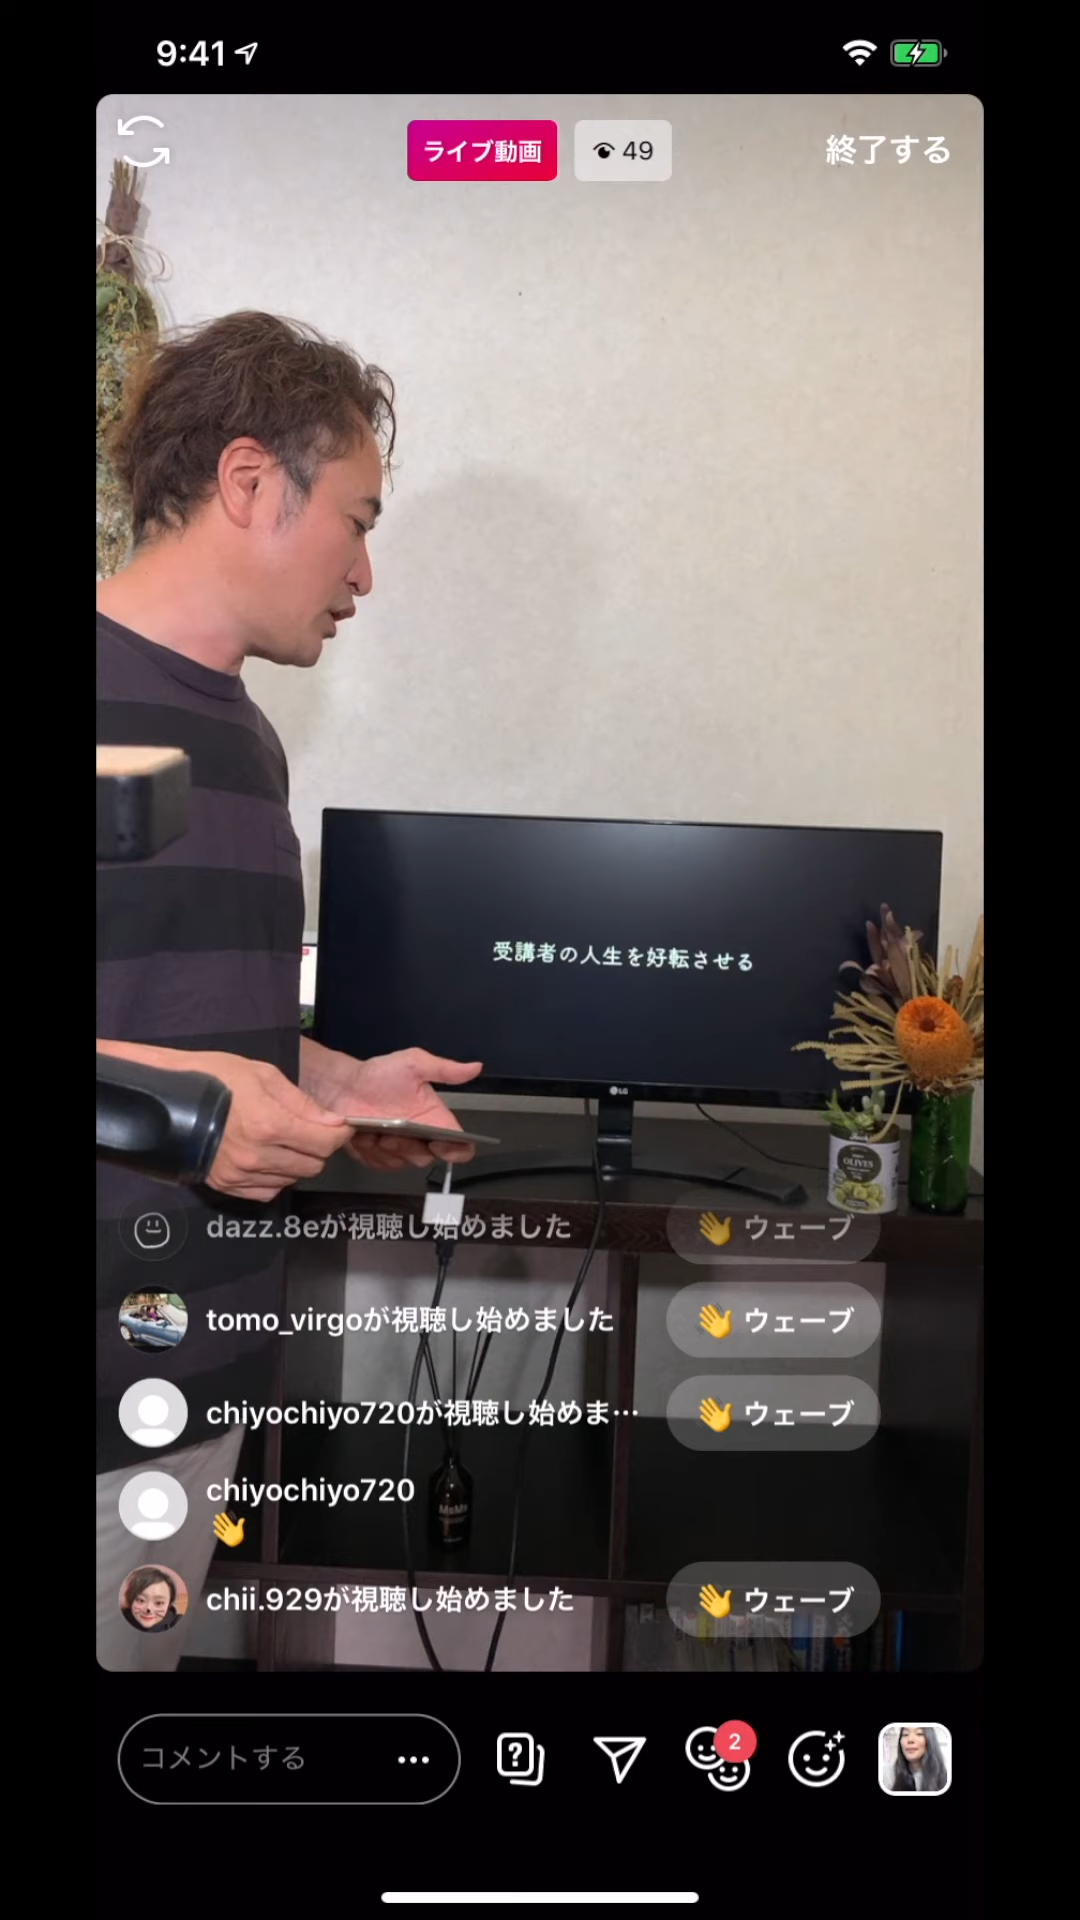 9:41
ライブ動画
49
終了する
受講者の人生を好転させる
LG
OLIVES
dazz.8eが視聴し始めました
👋 ウェーブ
tomo_virgoが視聴し始めました
👋 ウェーブ
chiyochiyo720が視聴し始めま…
👋 ウェーブ
chiyochiyo720
👋
chii.929が視聴し始めました
👋 ウェーブ
コメントする
2